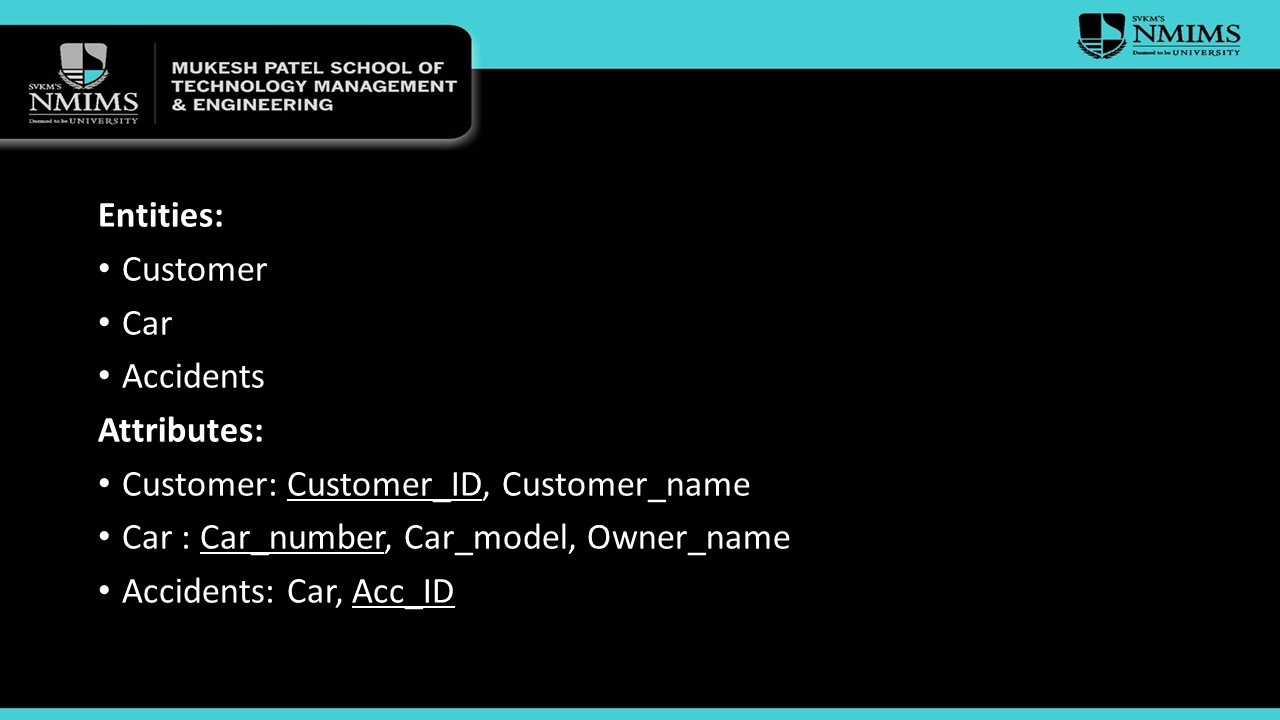 SVKM'S
NMIMS
Deemed to be UNIVERSITY
MUKESH PATEL SCHOOL OF
TECHNOLOGY MANAGEMENT
& ENGINEERING
SVKM'S
NMIMS
Deemed to be UNIVERSITY
Entities:
• Customer
• Car
• Accidents
Attributes:
• Customer: Customer_ID, Customer_name
• Car : Car_number, Car_model, Owner_name
• Accidents: Car, Acc_ID